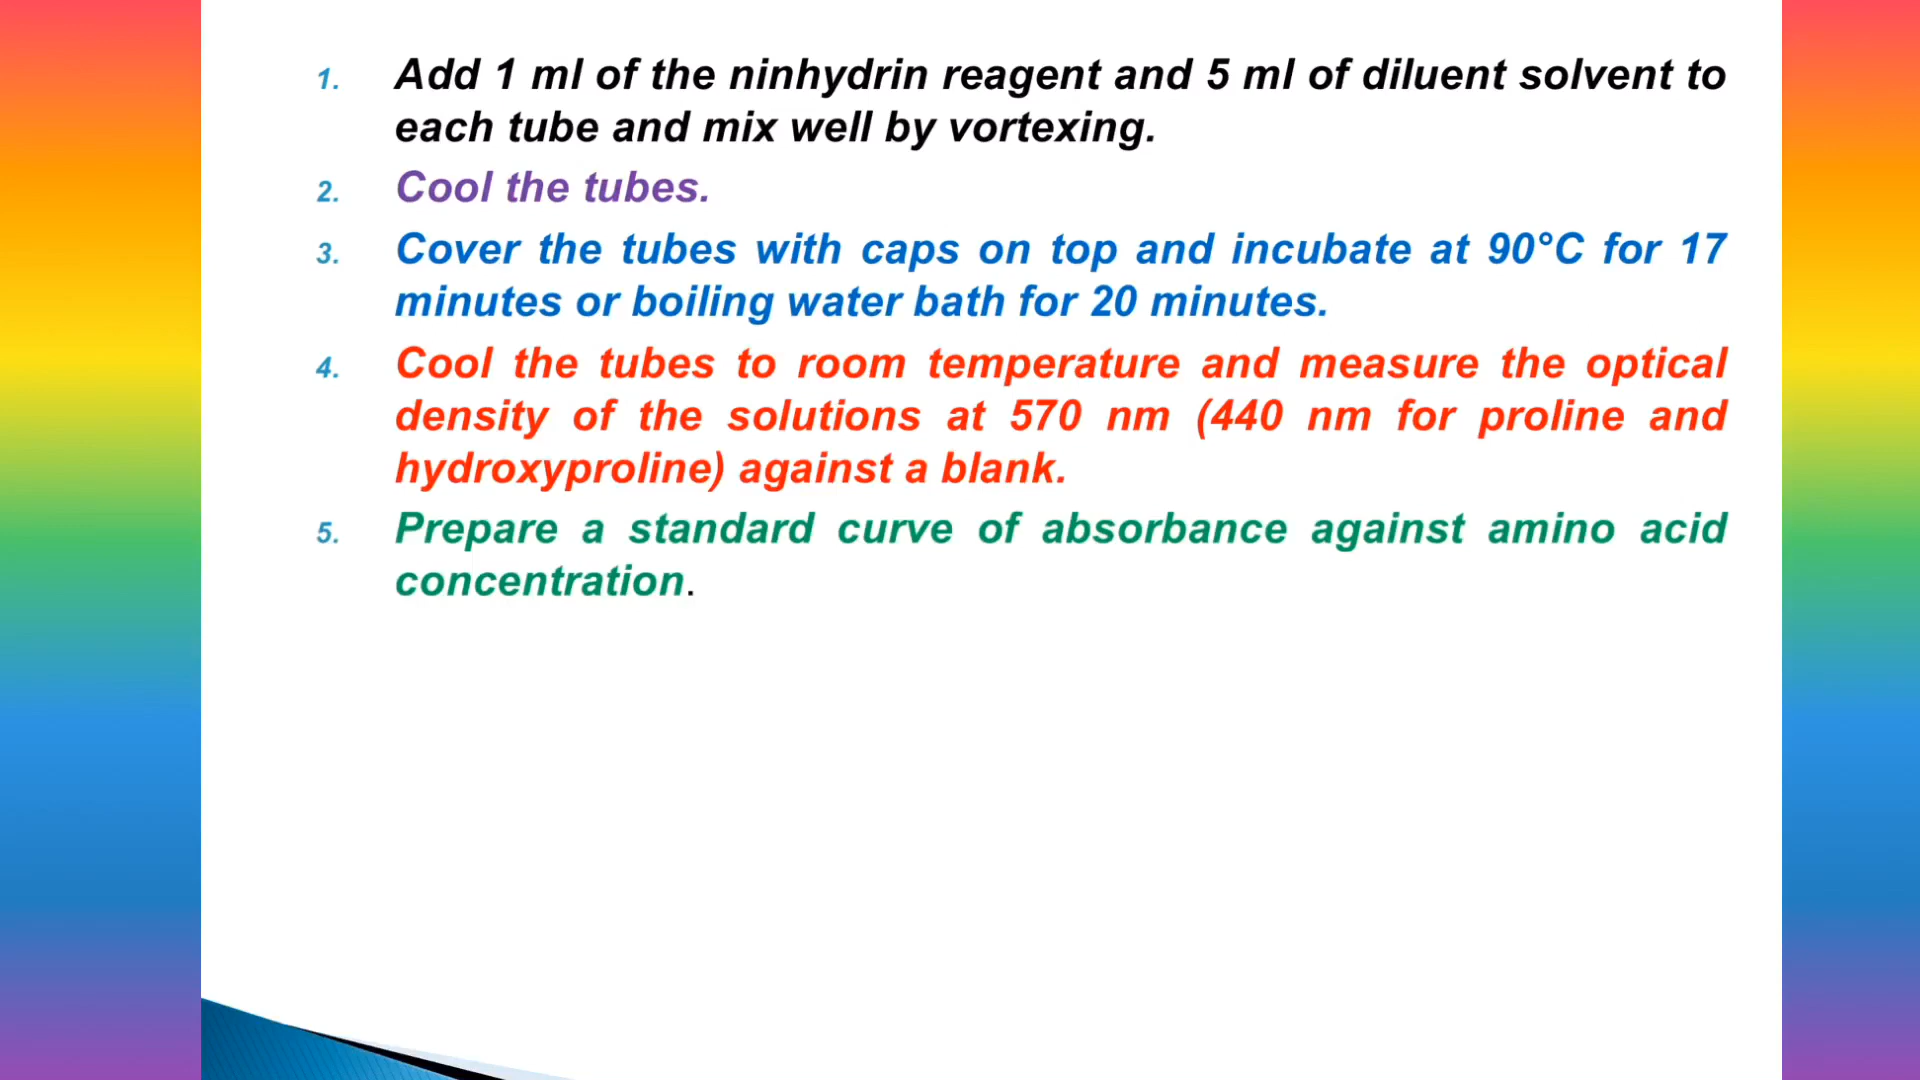 1. Add 1 ml of the ninhydrin reagent and 5 ml of diluent solvent to
each tube and mix well by vortexing.
2. Cool the tubes.
3. Cover the tubes with caps on top and incubate at 90°C for 17
minutes or boiling water bath for 20 minutes.
4. Cool the tubes to room temperature and measure the optical
density of the solutions at 570 nm (440 nm for proline and
hydroxyproline) against a blank.
5. Prepare a standard curve of absorbance against amino acid
concentration.